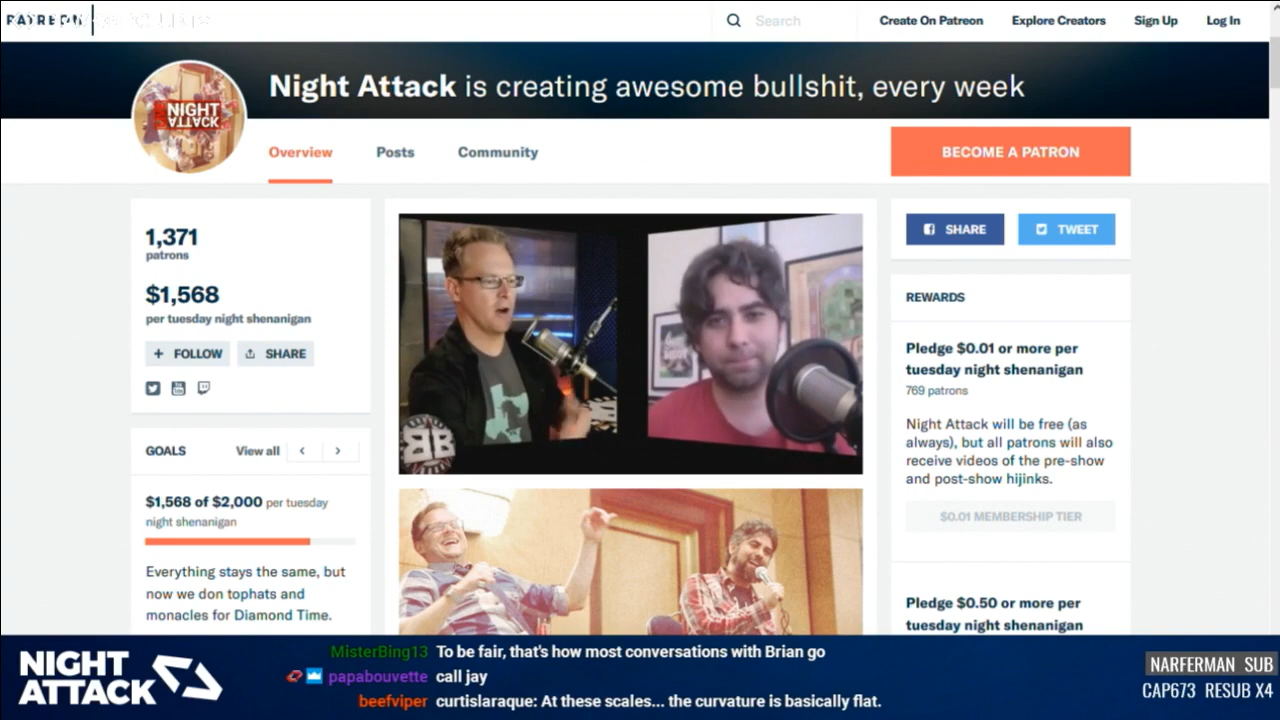 PATREON
Search
Create On Patreon
Explore Creators
Sign Up
Log In
NIGHT
ATTACK
Night Attack is creating awesome bullshit, every week
Overview
Posts
Community
BECOME A PATRON
1,371
patrons
$1,568
per tuesday night shenanigan
+ FOLLOW
SHARE
GOALS
View all
$1,568 of $2,000 per tuesday
night shenanigan
Everything stays the same, but
now we don tophats and
monacles for Diamond Time.
BB
SHARE
TWEET
REWARDS
Pledge $0.01 or more per
tuesday night shenanigan
769 patrons
Night Attack will be free (as
always), but all patrons will also
receive videos of the pre-show
and post-show hijinks.
$0.01 MEMBERSHIP TIER
Pledge $0.50 or more per
tuesday night shenanigan
NIGHT
ATTACK
MisterBing13 To be fair, that's how most conversations with Brian go
papabouvette call jay
beefviper curtislaraque: At these scales... the curvature is basically flat.
NARFERMAN SUB
CAP673 RESUB X4